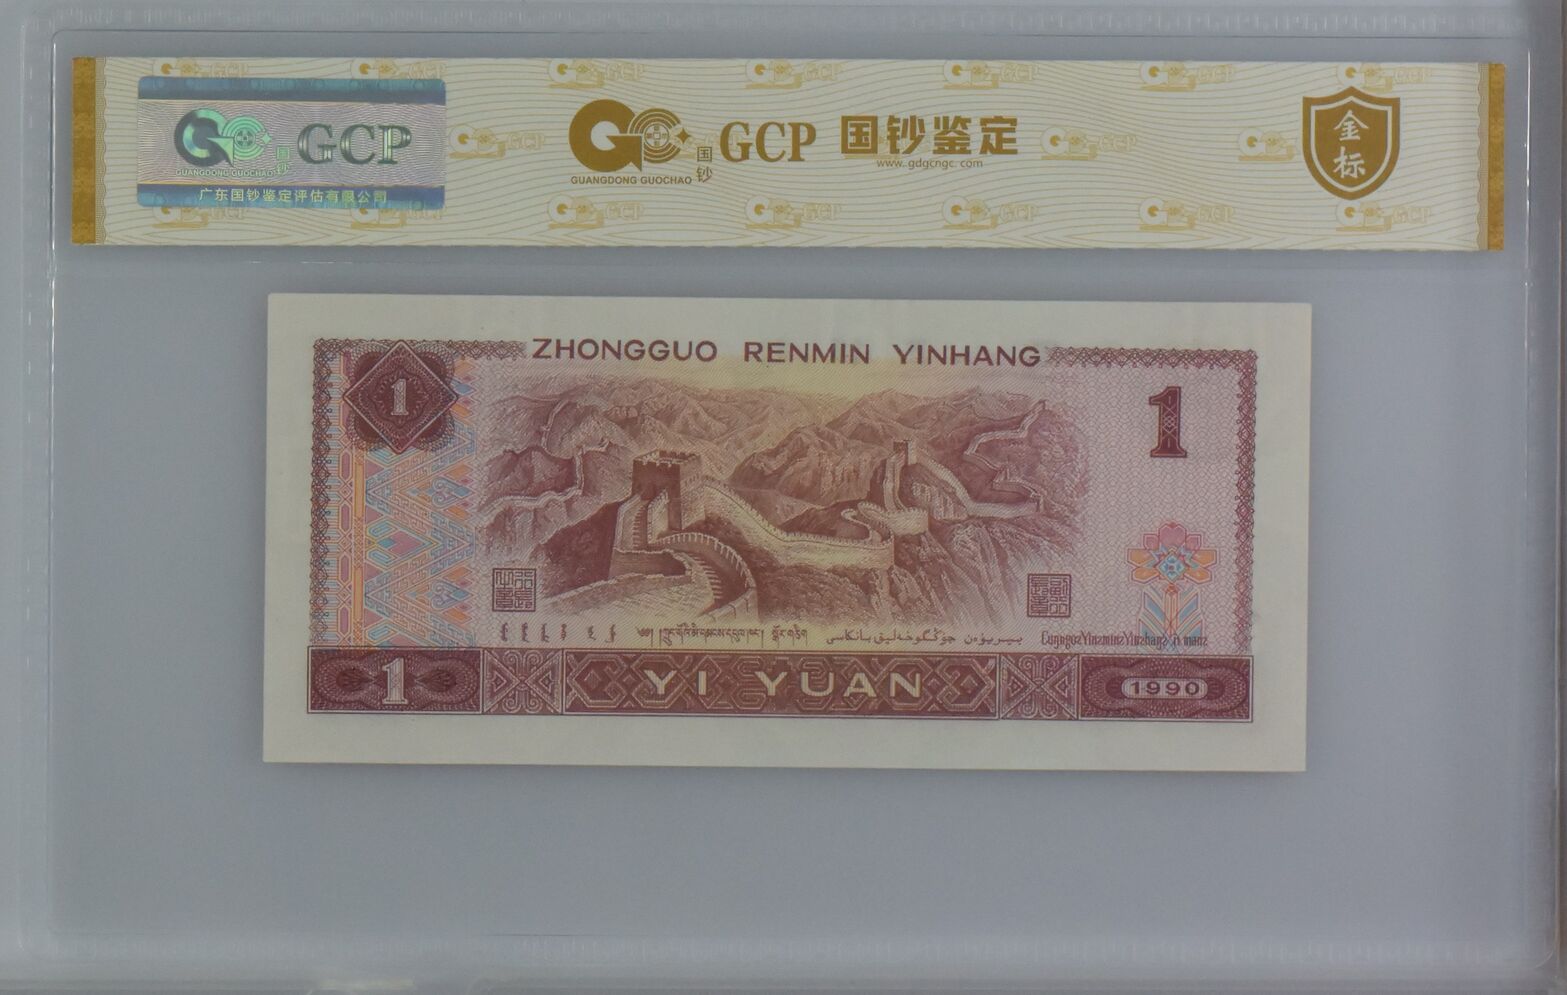 GCP
国钞
GUANGDONG GUOCHAO
广东国钞鉴定评估有限公司
GCP 国钞鉴定
国钞
www.gdgcngc.com
GUANGDONG GUOCHAO
金标
ZHONGGUO RENMIN YINHANG
1
1
1
YI YUAN
1990